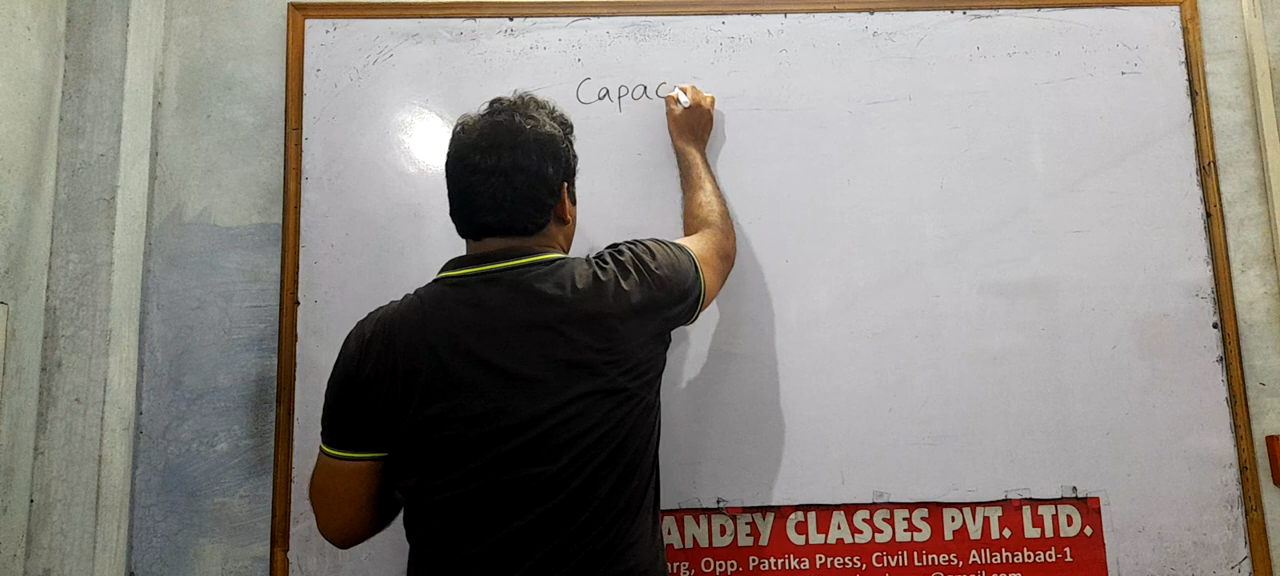 Capac
ANDEY CLASSES PVT. LTD.
arg, Opp. Patrika Press, Civil Lines, Allahabad-1